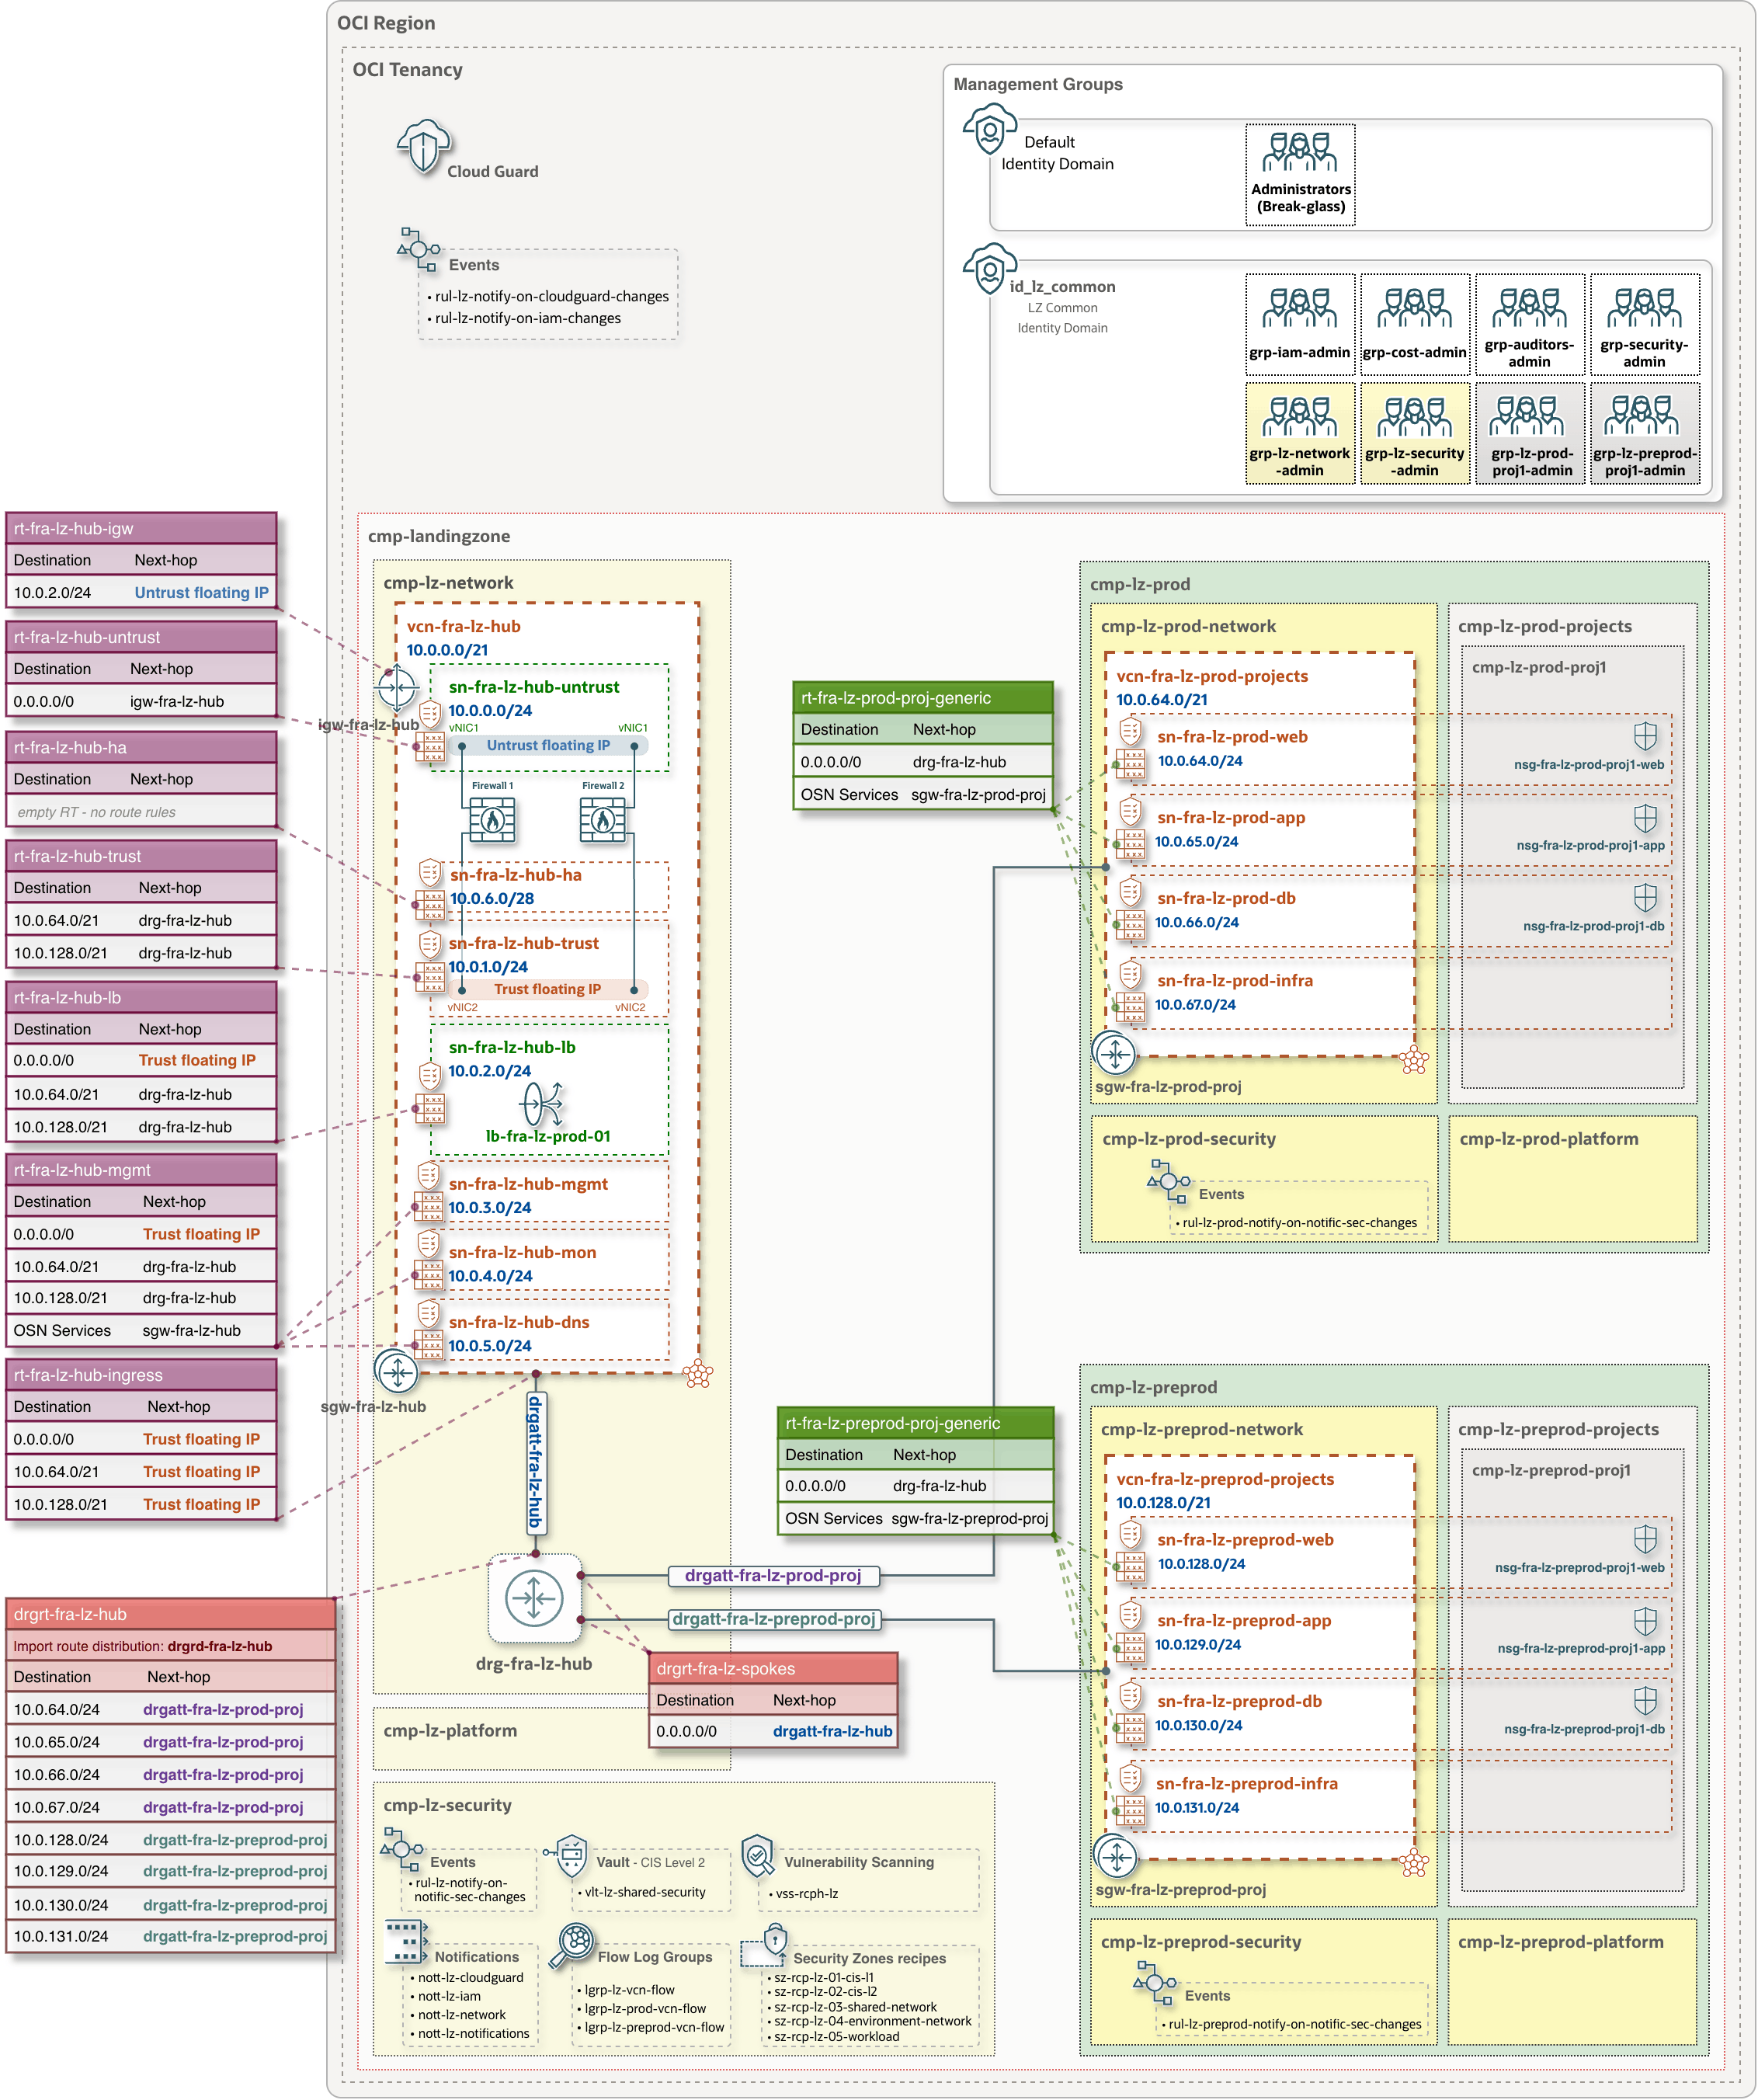 OCI Region
OCI Tenancy
Cloud Guard
Events
• rul-lz-notify-on-cloudguard-changes
• rul-lz-notify-on-iam-changes
Management Groups
Default
Identity Domain
Administrators
(Break-glass)
id_lz_common
LZ Common
Identity Domain
grp-iam-admin
grp-cost-admin
grp-auditors-
admin
grp-security-
admin
grp-lz-network
-admin
grp-lz-security
-admin
grp-lz-prod-
proj1-admin
grp-lz-preprod-
proj1-admin
rt-fra-lz-hub-igw
Destination Next-hop
10.0.2.0/24 Untrust floating IP
rt-fra-lz-hub-untrust
Destination Next-hop
0.0.0.0/0 igw-fra-lz-hub
rt-fra-lz-hub-ha
Destination Next-hop
empty RT - no route rules
rt-fra-lz-hub-trust
Destination Next-hop
10.0.64.0/21 drg-fra-lz-hub
10.0.128.0/21 drg-fra-lz-hub
rt-fra-lz-hub-lb
Destination Next-hop
0.0.0.0/0 Trust floating IP
10.0.64.0/21 drg-fra-lz-hub
10.0.128.0/21 drg-fra-lz-hub
rt-fra-lz-hub-mgmt
Destination Next-hop
0.0.0.0/0 Trust floating IP
10.0.64.0/21 drg-fra-lz-hub
10.0.128.0/21 drg-fra-lz-hub
OSN Services sgw-fra-lz-hub
rt-fra-lz-hub-ingress
Destination Next-hop
0.0.0.0/0 Trust floating IP
10.0.64.0/21 Trust floating IP
10.0.128.0/21 Trust floating IP
drgrt-fra-lz-hub
Import route distribution: drgrd-fra-lz-hub
Destination Next-hop
10.0.64.0/24 drgatt-fra-lz-prod-proj
10.0.65.0/24 drgatt-fra-lz-prod-proj
10.0.66.0/24 drgatt-fra-lz-prod-proj
10.0.67.0/24 drgatt-fra-lz-prod-proj
10.0.128.0/24 drgatt-fra-lz-preprod-proj
10.0.129.0/24 drgatt-fra-lz-preprod-proj
10.0.130.0/24 drgatt-fra-lz-preprod-proj
10.0.131.0/24 drgatt-fra-lz-preprod-proj
cmp-landingzone
cmp-lz-network
vcn-fra-lz-hub
10.0.0.0/21
igw-fra-lz-hub
sn-fra-lz-hub-untrust
10.0.0.0/24
vNIC1 vNIC1
Untrust floating IP
Firewall 1 Firewall 2
sn-fra-lz-hub-ha
10.0.6.0/28
sn-fra-lz-hub-trust
10.0.1.0/24
Trust floating IP
vNIC2 vNIC2
sn-fra-lz-hub-lb
10.0.2.0/24
lb-fra-lz-prod-01
sn-fra-lz-hub-mgmt
10.0.3.0/24
sn-fra-lz-hub-mon
10.0.4.0/24
sn-fra-lz-hub-dns
10.0.5.0/24
sgw-fra-lz-hub
drgatt-fra-lz-hub
drg-fra-lz-hub
drgatt-fra-lz-prod-proj
drgatt-fra-lz-preprod-proj
drgrt-fra-lz-spokes
Destination Next-hop
0.0.0.0/0 drgatt-fra-lz-hub
cmp-lz-platform
cmp-lz-security
Events
• rul-lz-notify-on-
notific-sec-changes
Vault - CIS Level 2
• vlt-lz-shared-security
Vulnerability Scanning
• vss-rcph-lz
Notifications
• nott-lz-cloudguard
• nott-lz-iam
• nott-lz-network
• nott-lz-notifications
Flow Log Groups
• lgrp-lz-vcn-flow
• lgrp-lz-prod-vcn-flow
• lgrp-lz-preprod-vcn-flow
Security Zones recipes
• sz-rcp-lz-01-cis-l1
• sz-rcp-lz-02-cis-l2
• sz-rcp-lz-03-shared-network
• sz-rcp-lz-04-environment-network
• sz-rcp-lz-05-workload
rt-fra-lz-prod-proj-generic
Destination Next-hop
0.0.0.0/0 drg-fra-lz-hub
OSN Services sgw-fra-lz-prod-proj
cmp-lz-prod
cmp-lz-prod-network
vcn-fra-lz-prod-projects
10.0.64.0/21
sn-fra-lz-prod-web
10.0.64.0/24
sn-fra-lz-prod-app
10.0.65.0/24
sn-fra-lz-prod-db
10.0.66.0/24
sn-fra-lz-prod-infra
10.0.67.0/24
sgw-fra-lz-prod-proj
cmp-lz-prod-projects
cmp-lz-prod-proj1
nsg-fra-lz-prod-proj1-web
nsg-fra-lz-prod-proj1-app
nsg-fra-lz-prod-proj1-db
cmp-lz-prod-security
Events
• rul-lz-prod-notify-on-notific-sec-changes
cmp-lz-prod-platform
rt-fra-lz-preprod-proj-generic
Destination Next-hop
0.0.0.0/0 drg-fra-lz-hub
OSN Services sgw-fra-lz-preprod-proj
cmp-lz-preprod
cmp-lz-preprod-network
vcn-fra-lz-preprod-projects
10.0.128.0/21
sn-fra-lz-preprod-web
10.0.128.0/24
sn-fra-lz-preprod-app
10.0.129.0/24
sn-fra-lz-preprod-db
10.0.130.0/24
sn-fra-lz-preprod-infra
10.0.131.0/24
sgw-fra-lz-preprod-proj
cmp-lz-preprod-projects
cmp-lz-preprod-proj1
nsg-fra-lz-preprod-proj1-web
nsg-fra-lz-preprod-proj1-app
nsg-fra-lz-preprod-proj1-db
cmp-lz-preprod-security
Events
• rul-lz-preprod-notify-on-notific-sec-changes
cmp-lz-preprod-platform